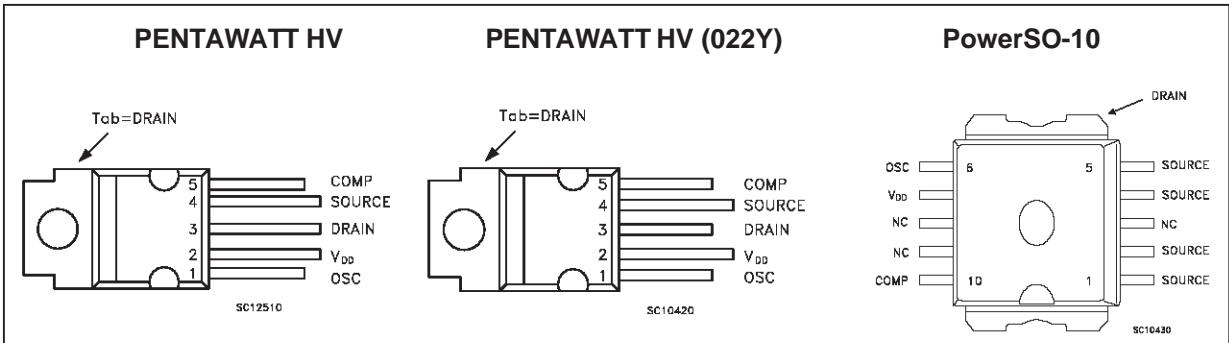 PENTAWATT HV
PENTAWATT HV (022Y)
PowerSO-10
Tab=DRAIN
5 COMP
4 SOURCE
3 DRAIN
2 VDD
1 OSC
SC12510
Tab=DRAIN
5 COMP
4 SOURCE
3 DRAIN
2 VDD
1 OSC
SC10420
DRAIN
OSC 6 5 SOURCE
VDD SOURCE
NC NC
NC SOURCE
COMP 10 1 SOURCE
SC10430